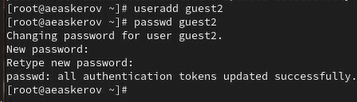 [root@aeaskerov ~]# useradd guest2
[root@aeaskerov ~]# passwd guest2
Changing password for user guest2.
New password:
Retype new password:
passwd: all authentication tokens updated successfully.
[root@aeaskerov ~]#